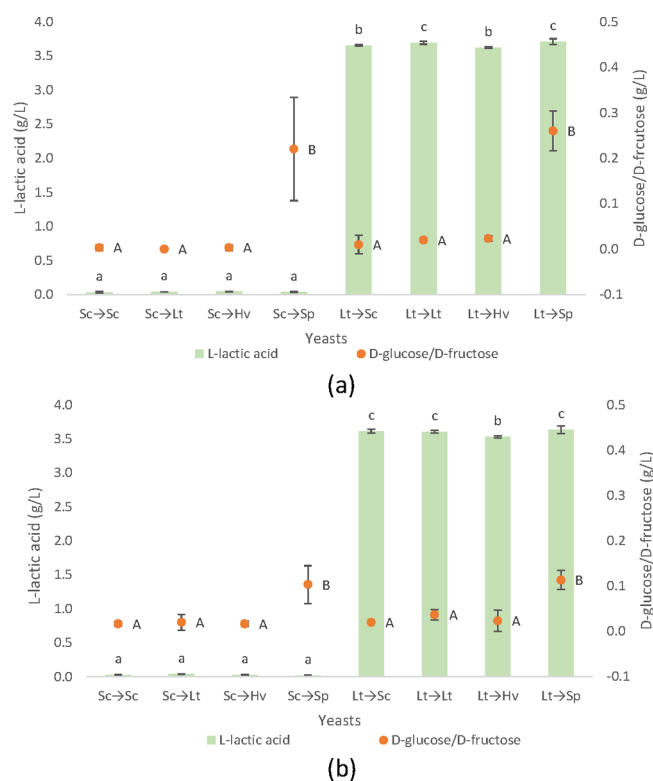 4.0
3.5
3.0
2.5
2.0
1.5
1.0
0.5
0.0
L-lactic acid (g/L)
0.5
0.4
0.3
0.2
0.1
0.0
-0.1
D-glucose/D-frcutose (g/L)
b c b c
B B
A A A A A A
a a a a
Sc→Sc Sc→Lt Sc→Hv Sc→Sp Lt→Sc Lt→Lt Lt→Hv Lt→Sp
Yeasts
L-lactic acid D-glucose/D-fructose
(a)
4.0
3.5
3.0
2.5
2.0
1.5
1.0
0.5
0.0
L-lactic acid (g/L)
0.5
0.4
0.3
0.2
0.1
0.0
-0.1
D-glucose/D-fructose (g/L)
c c b c
B B
A A A A A A
a a a a
Sc→Sc Sc→Lt Sc→Hv Sc→Sp Lt→Sc Lt→Lt Lt→Hv Lt→Sp
Yeasts
L-lactic acid D-glucose/D-fructose
(b)